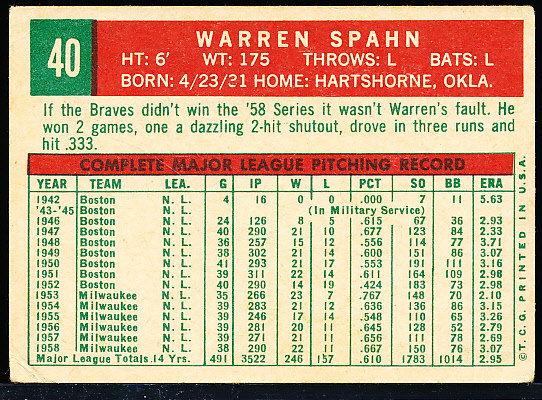 40
WARREN SPAHN
HT: 6' WT: 175 THROWS: L BATS: L
BORN: 4/23/21 HOME: HARTSHORNE, OKLA.
If the Braves didn't win the '58 Series it wasn't Warren's fault. He
won 2 games, one a dazzling 2-hit shutout, drove in three runs and
hit .333.
COMPLETE MAJOR LEAGUE PITCHING RECORD
YEAR TEAM LEA. G IP W L PCT SO BB ERA
1942 Boston N. L. 4 16 0 0 .000 7 11 5.63
'43-'45 Boston N. L. (In Military Service)
1946 Boston N. L. 24 126 8 5 .615 67 36 2.93
1947 Boston N. L. 40 290 21 10 .677 123 84 2.33
1948 Boston N. L. 36 257 15 12 .556 114 77 3.71
1949 Boston N. L. 38 302 21 14 .600 151 86 3.07
1950 Boston N. L. 41 293 21 17 .553 191 111 3.16
1951 Boston N. L. 39 311 22 14 .611 164 109 2.98
1952 Boston N. L. 40 290 14 19 .424 183 73 2.98
1953 Milwaukee N. L. 35 266 23 7 .767 148 70 2.10
1954 Milwaukee N. L. 39 283 21 12 .636 136 86 3.15
1955 Milwaukee N. L. 39 246 17 14 .548 110 65 3.26
1956 Milwaukee N. L. 39 281 20 11 .645 128 52 2.79
1957 Milwaukee N. L. 39 271 21 11 .656 111 78 2.69
1958 Milwaukee N. L. 38 290 22 11 .667 150 76 3.07
Major League Totals 14 Yrs. 491 3522 246 157 .610 1783 1014 2.95
© T.C.G. PRINTED IN U.S.A.